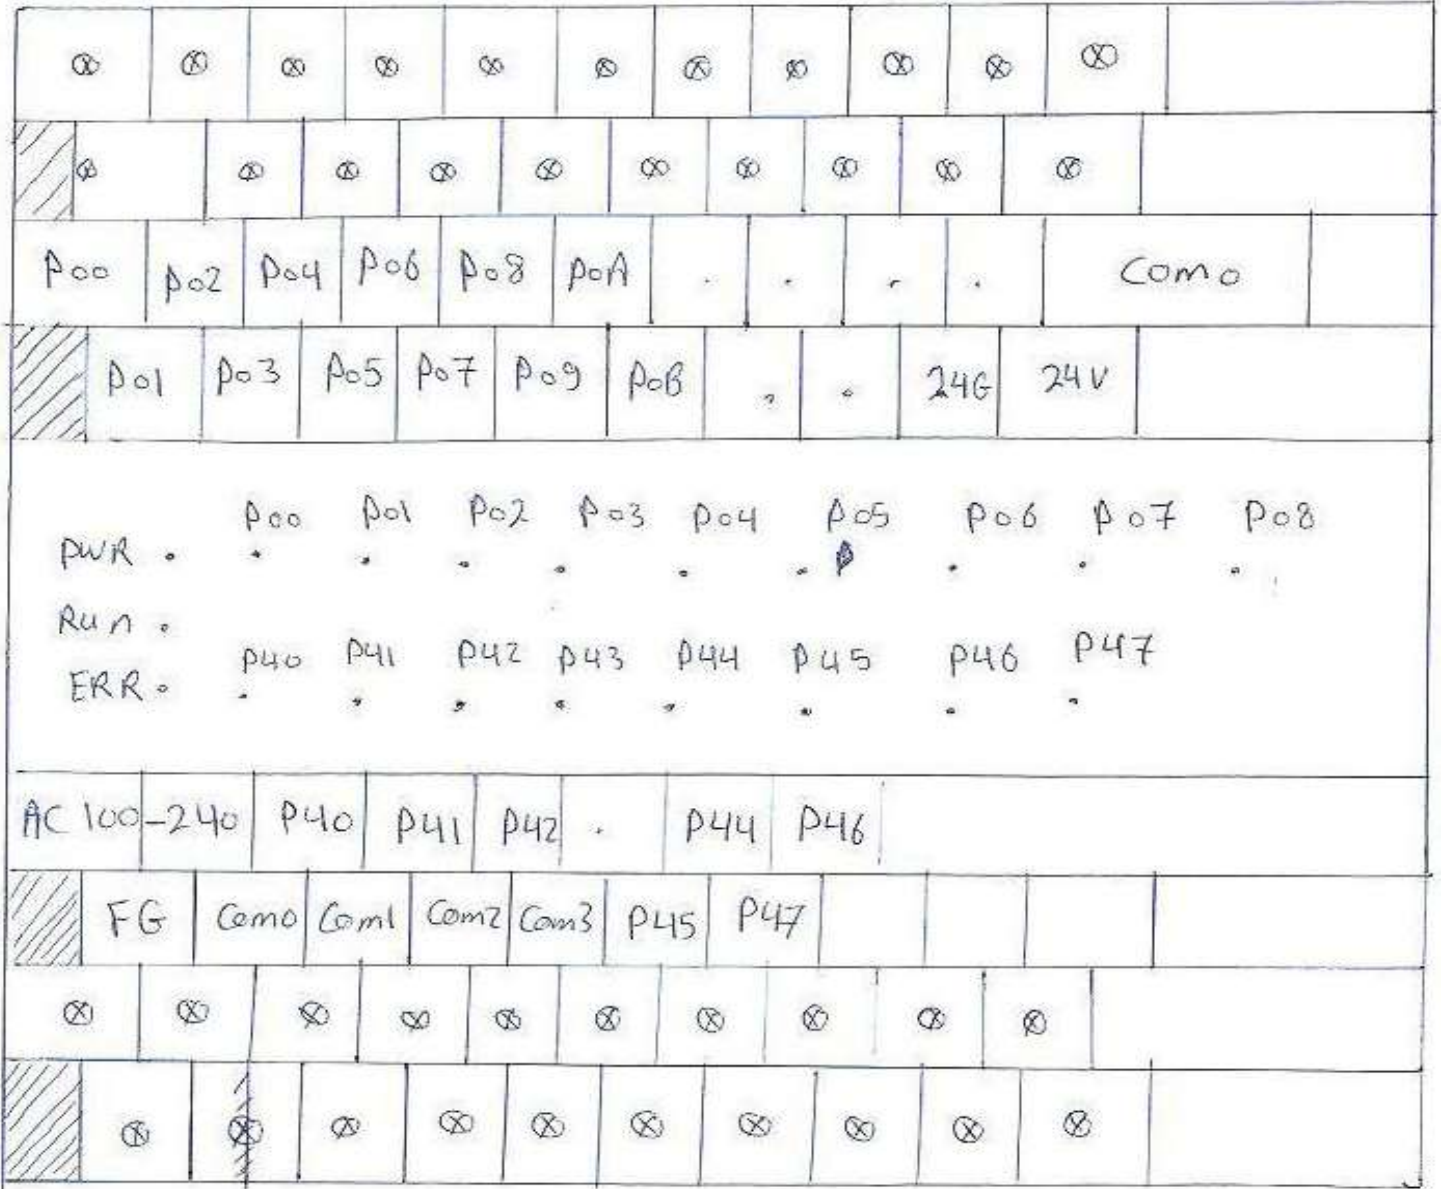 P00 P02 P04 P06 P08 P0A . . . . Com0
P01 P03 P05 P07 P09 P0B . . 24G 24V
P00 P01 P02 P03 P04 P05 P06 P07 P08
PWR .
Run .
P40 P41 P42 P43 P44 P45 P46 P47
ERR .
AC 100-240 P40 P41 P42 . P44 P46
FG Com0 Com1 Com2 Com3 P45 P47